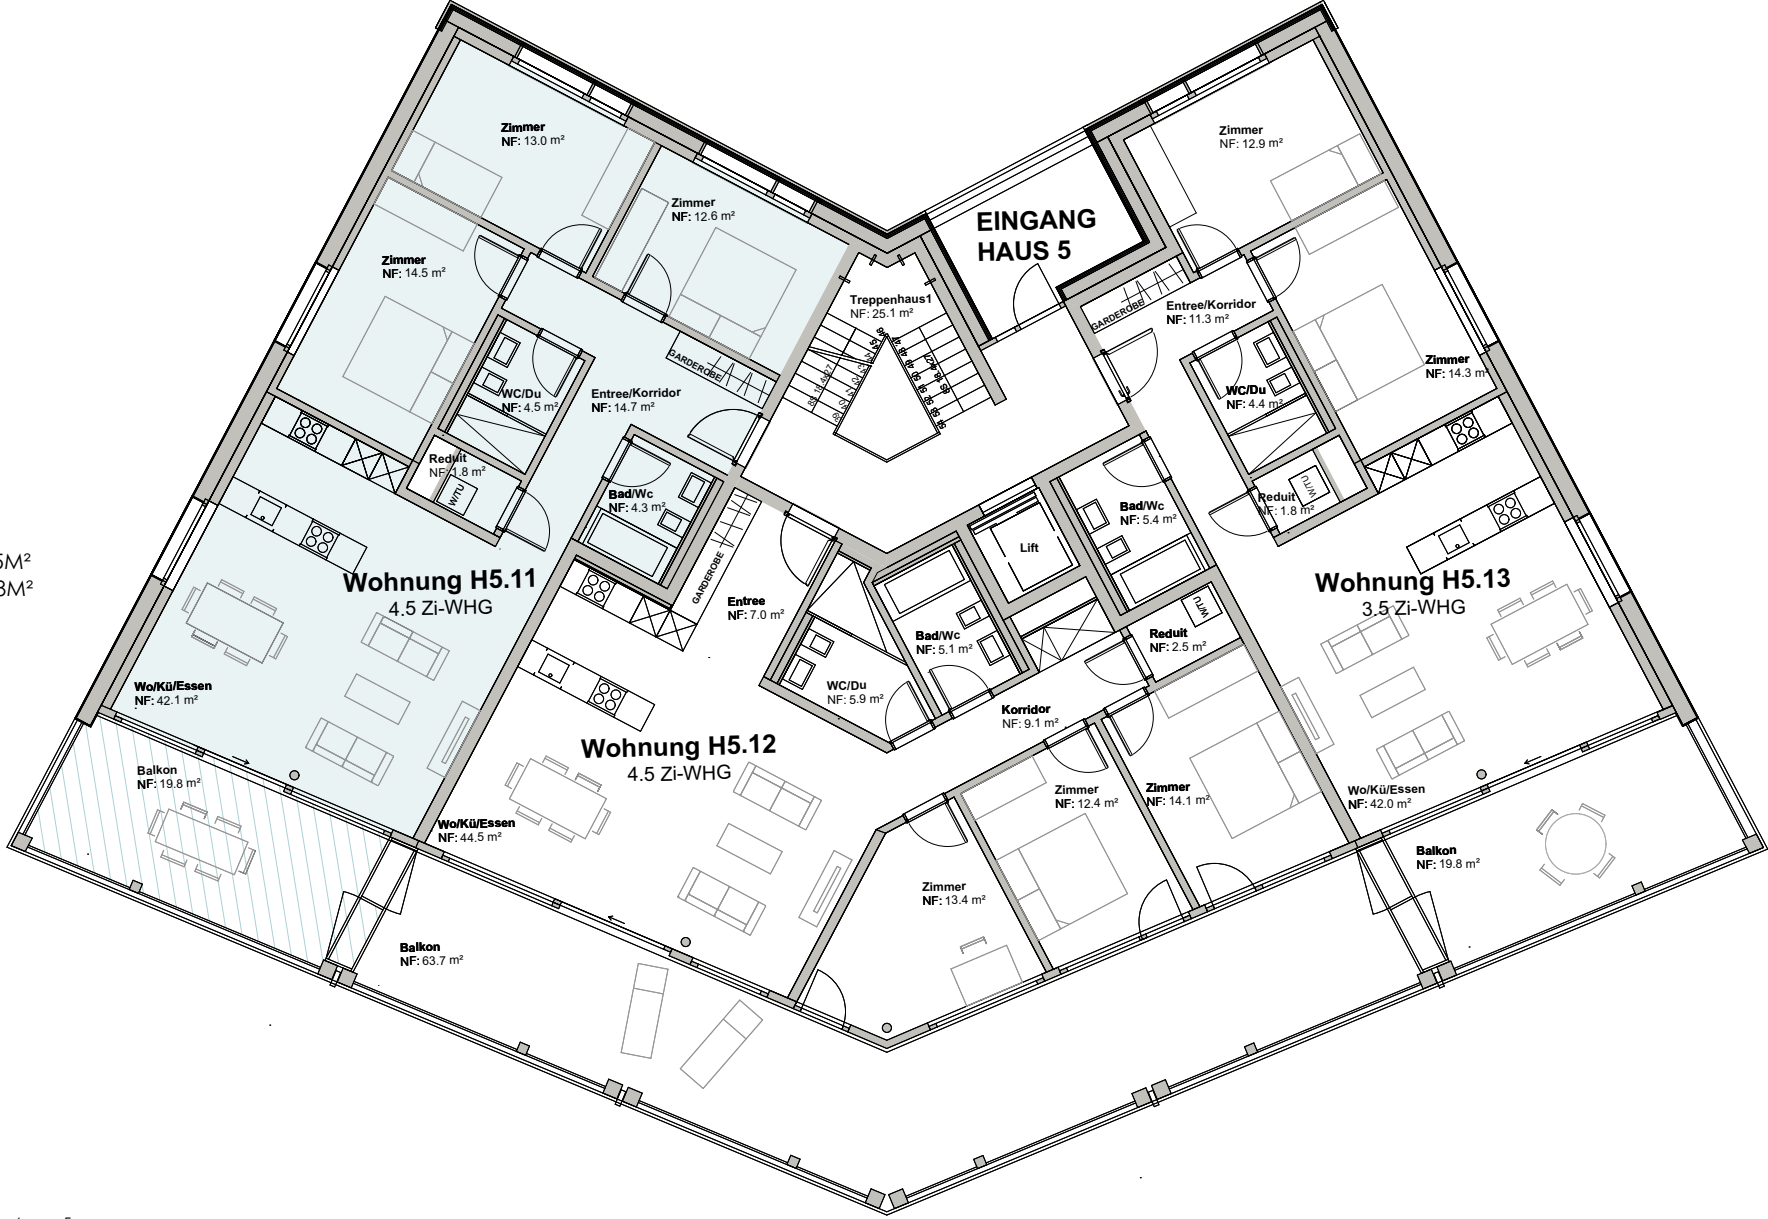 Zimmer
NF: 13.0 m²
Zimmer
NF: 12.6 m²
Zimmer
NF: 14.5 m²
EINGANG
HAUS 5
Zimmer
NF: 12.9 m²
Treppenhaus1
NF: 25.1 m²
GARDEROBE
Entree/Korridor
NF: 11.3 m²
GARDEROBE
Zimmer
NF: 14.3 m²
WC/Du
NF: 4.5 m²
Entree/Korridor
NF: 14.7 m²
WC/Du
NF: 4.4 m²
Reduit
NF: 1.8 m²
W/TU
Bad/Wc
NF: 4.3 m²
Bad/Wc
NF: 5.4 m²
Reduit
NF: 1.8 m²
W/TU
Lift
5M²
3M²
Wohnung H5.11
4.5 Zi-WHG
GARDEROBE
Entree
NF: 7.0 m²
Wohnung H5.13
3.5 Zi-WHG
W/TU
Reduit
NF: 2.5 m²
Bad/Wc
NF: 5.1 m²
Wo/Kü/Essen
NF: 42.1 m²
WC/Du
NF: 5.9 m²
Korridor
NF: 9.1 m²
Wohnung H5.12
4.5 Zi-WHG
Balkon
NF: 19.8 m²
Zimmer
NF: 12.4 m²
Zimmer
NF: 14.1 m²
Wo/Kü/Essen
NF: 42.0 m²
Wo/Kü/Essen
NF: 44.5 m²
Balkon
NF: 19.8 m²
Zimmer
NF: 13.4 m²
Balkon
NF: 63.7 m²